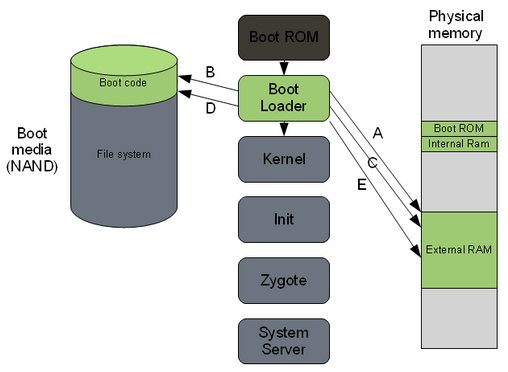 Boot ROM
Physical
memory
B
Boot code
D
Boot
Loader
A
Boot ROM
Internal Ram
Boot
media
(NAND)
File system
Kernel
C
E
Init
External RAM
Zygote
System
Server